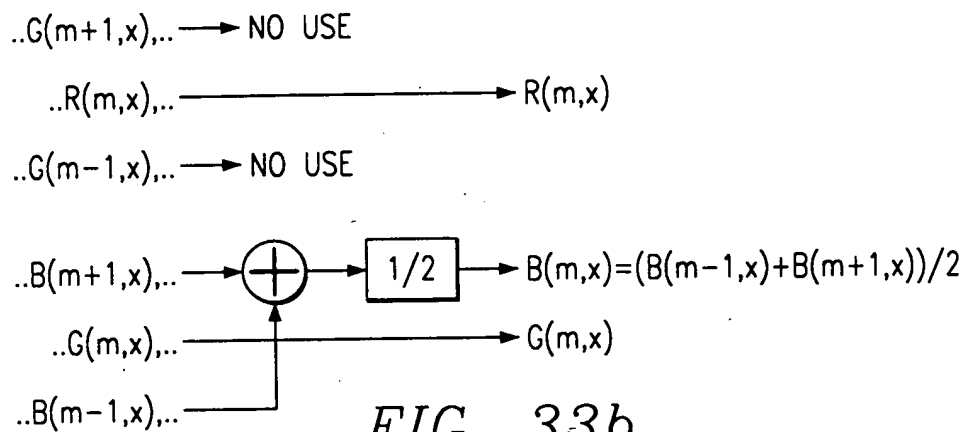 ..G(m+1,x),.. NO USE
..R(m,x),.. R(m,x)
..G(m-1,x),.. NO USE
..B(m+1,x),.. 1/2 B(m,x)=(B(m-1,x)+B(m+1,x))/2
..G(m,x),.. G(m,x)
..B(m-1,x),..
FIG. 33b